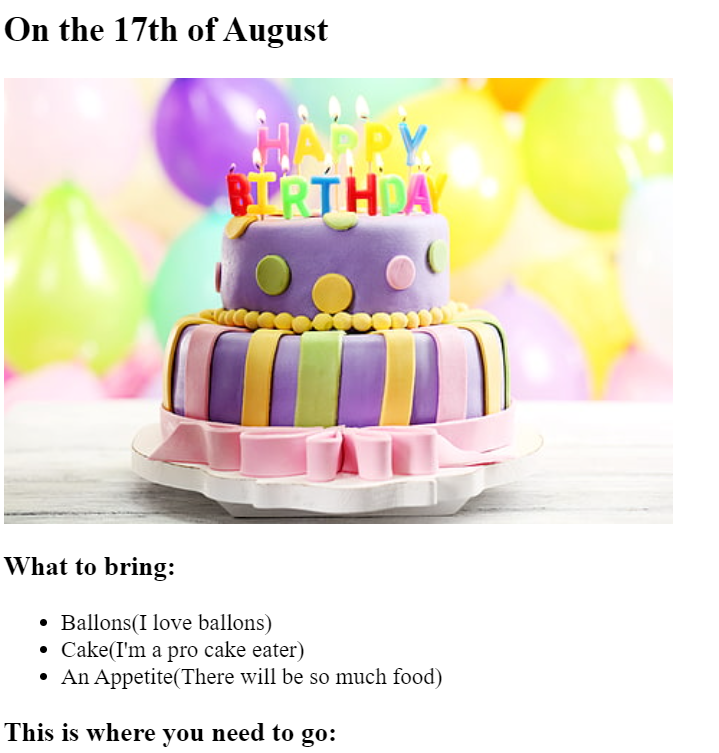 On the 17th of August
HAPPY
BIRTHDAY
What to bring:
Ballons(I love ballons)
Cake(I'm a pro cake eater)
An Appetite(There will be so much food)
This is where you need to go: